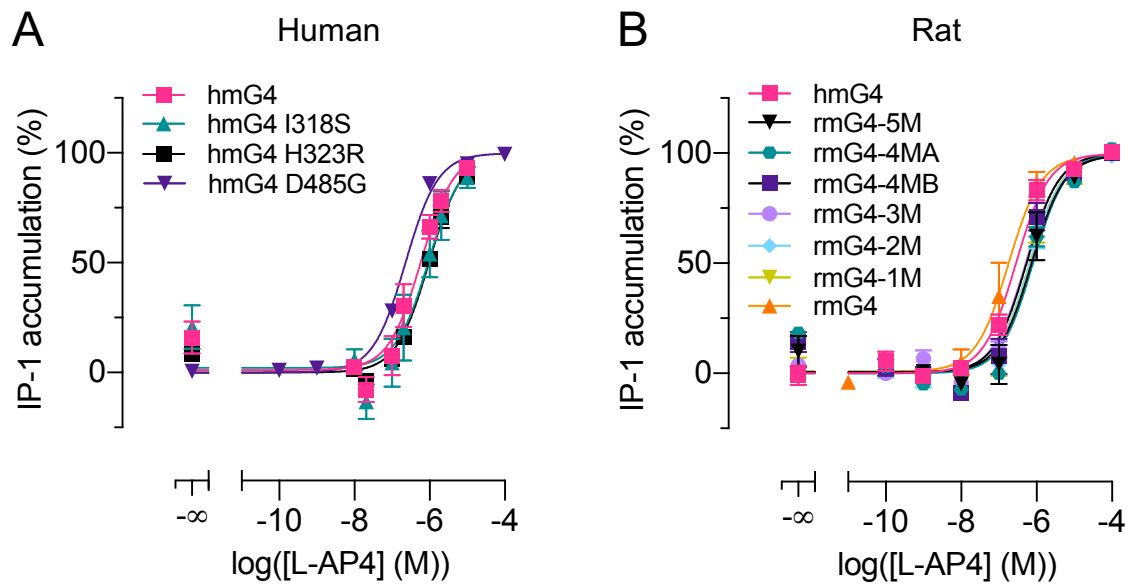 A
Human
hmG4
hmG4 I318S
hmG4 H323R
hmG4 D485G
IP-1 accumulation (%)
100
50
0
-∞
-10
-8
-6
-4
log([L-AP4] (M))
B
Rat
hmG4
rmG4-5M
rmG4-4MA
rmG4-4MB
rmG4-3M
rmG4-2M
rmG4-1M
rmG4
IP-1 accumulation (%)
100
50
0
-∞
-10
-8
-6
-4
log([L-AP4] (M))